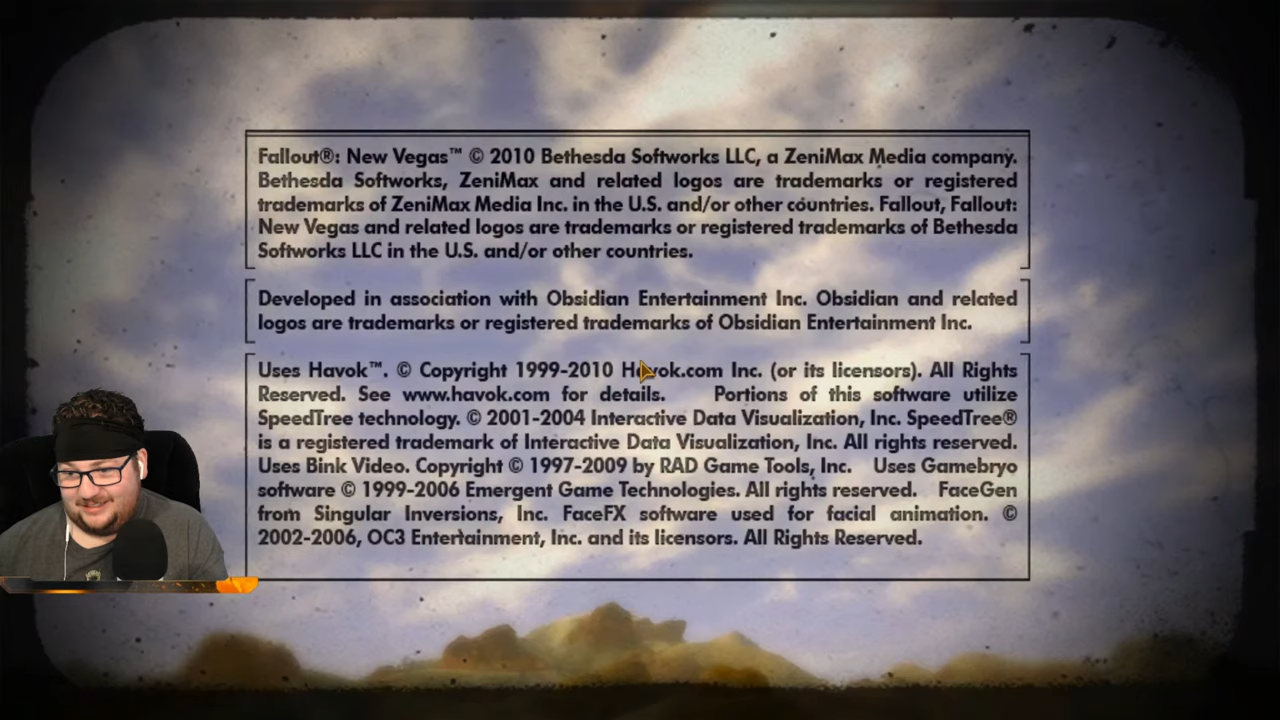 Fallout®: New Vegas™ © 2010 Bethesda Softworks LLC, a ZeniMax Media company.
Bethesda Softworks, ZeniMax and related logos are trademarks or registered
trademarks of ZeniMax Media Inc. in the U.S. and/or other countries. Fallout, Fallout:
New Vegas and related logos are trademarks or registered trademarks of Bethesda
Softworks LLC in the U.S. and/or other countries.
Developed in association with Obsidian Entertainment Inc. Obsidian and related
logos are trademarks or registered trademarks of Obsidian Entertainment Inc.
Uses Havok™. © Copyright 1999-2010 Havok.com Inc. (or its licensors). All Rights
Reserved. See www.havok.com for details. Portions of this software utilize
SpeedTree technology. © 2001-2004 Interactive Data Visualization, Inc. SpeedTree®
is a registered trademark of Interactive Data Visualization, Inc. All rights reserved.
Uses Bink Video. Copyright © 1997-2009 by RAD Game Tools, Inc. Uses Gamebryo
software © 1999-2006 Emergent Game Technologies. All rights reserved. FaceGen
from Singular Inversions, Inc. FaceFX software used for facial animation. ©
2002-2006, OC3 Entertainment, Inc. and its licensors. All Rights Reserved.